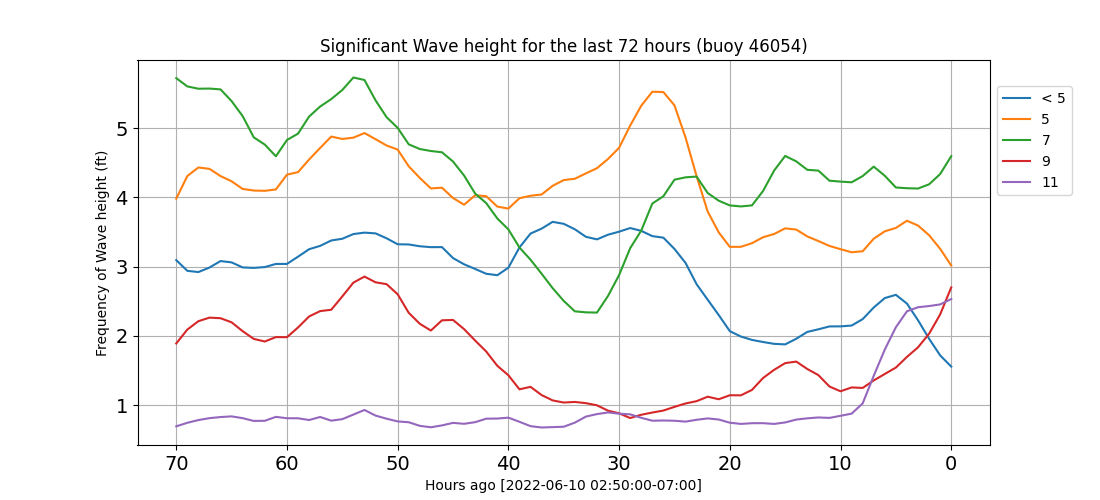 Significant Wave height for the last 72 hours (buoy 46054)
Frequency of Wave height (ft)
5
4
3
2
1
70 60 50 40 30 20 10 0
Hours ago [2022-06-10 02:50:00-07:00]
< 5
5
7
9
11